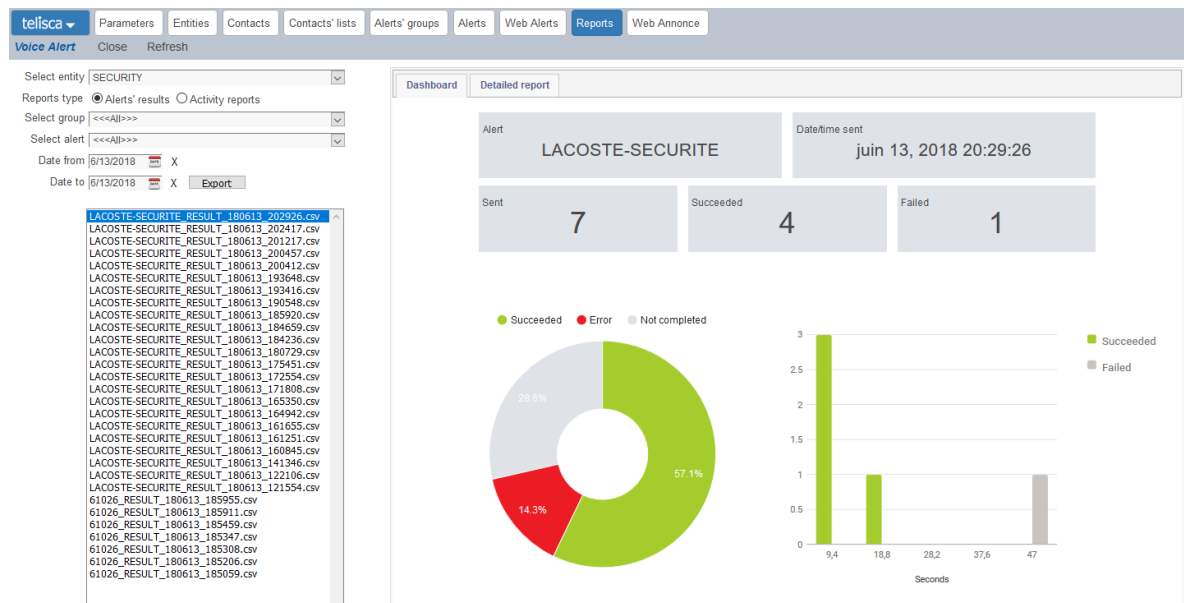 telisca Parameters Entities Contacts Contacts' lists Alerts' groups Alerts Web Alerts Reports Web Annonce
Voice Alert Close Refresh
Select entity SECURITY
Reports type Alerts' results Activity reports
Select group <<<All>>>
Select alert <<<All>>>
Date from 6/13/2018 X
Date to 6/13/2018 X Export
LACOSTE-SECURITE_RESULT_180613_202926.csv
LACOSTE-SECURITE_RESULT_180613_202417.csv
LACOSTE-SECURITE_RESULT_180613_201217.csv
LACOSTE-SECURITE_RESULT_180613_200457.csv
LACOSTE-SECURITE_RESULT_180613_200412.csv
LACOSTE-SECURITE_RESULT_180613_193648.csv
LACOSTE-SECURITE_RESULT_180613_193416.csv
LACOSTE-SECURITE_RESULT_180613_190548.csv
LACOSTE-SECURITE_RESULT_180613_185920.csv
LACOSTE-SECURITE_RESULT_180613_184659.csv
LACOSTE-SECURITE_RESULT_180613_184236.csv
LACOSTE-SECURITE_RESULT_180613_180729.csv
LACOSTE-SECURITE_RESULT_180613_175451.csv
LACOSTE-SECURITE_RESULT_180613_172554.csv
LACOSTE-SECURITE_RESULT_180613_171808.csv
LACOSTE-SECURITE_RESULT_180613_165350.csv
LACOSTE-SECURITE_RESULT_180613_164942.csv
LACOSTE-SECURITE_RESULT_180613_161655.csv
LACOSTE-SECURITE_RESULT_180613_161251.csv
LACOSTE-SECURITE_RESULT_180613_160845.csv
LACOSTE-SECURITE_RESULT_180613_141346.csv
LACOSTE-SECURITE_RESULT_180613_122106.csv
LACOSTE-SECURITE_RESULT_180613_121554.csv
61026_RESULT_180613_185955.csv
61026_RESULT_180613_185911.csv
61026_RESULT_180613_185459.csv
61026_RESULT_180613_185347.csv
61026_RESULT_180613_185308.csv
61026_RESULT_180613_185206.csv
61026_RESULT_180613_185059.csv
Dashboard Detailed report
Alert
LACOSTE-SECURITE
Date/time sent
juin 13, 2018 20:29:26
Sent
7
Succeeded
4
Failed
1
Succeeded Error Not completed
28.6%
57.1%
14.3%
3
2.5
2
1.5
1
0.5
0
9,4 18,8 28,2 37,6 47
Seconds
Succeeded
Failed